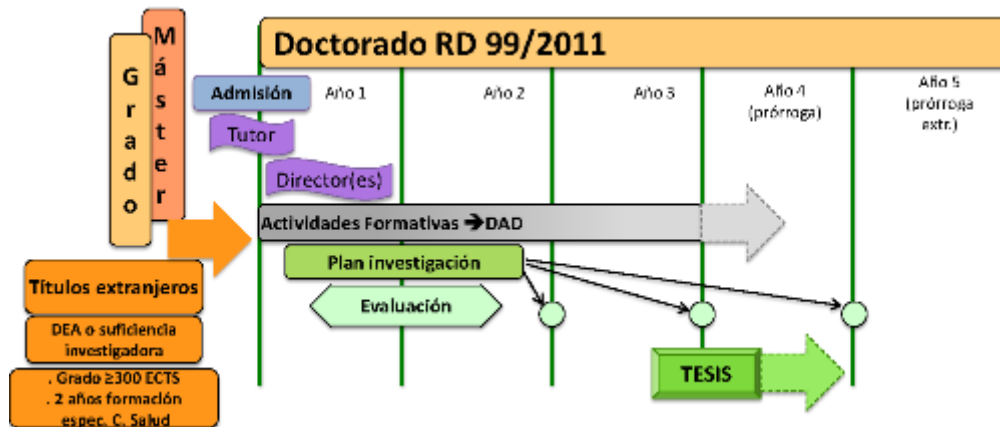 Grado
Máster
Doctorado RD 99/2011
Admisión
Año 1
Año 2
Año 3
Año 4
(prórroga)
Año 5
(prórroga
extr.)
Tutor
Director(es)
Actividades Formativas ➔DAD
Plan investigación
Evaluación
Títulos extranjeros
DEA o suficiencia
investigadora
. Grado ≥300 ECTS
. 2 años formación
espec. C. Salud
TESIS